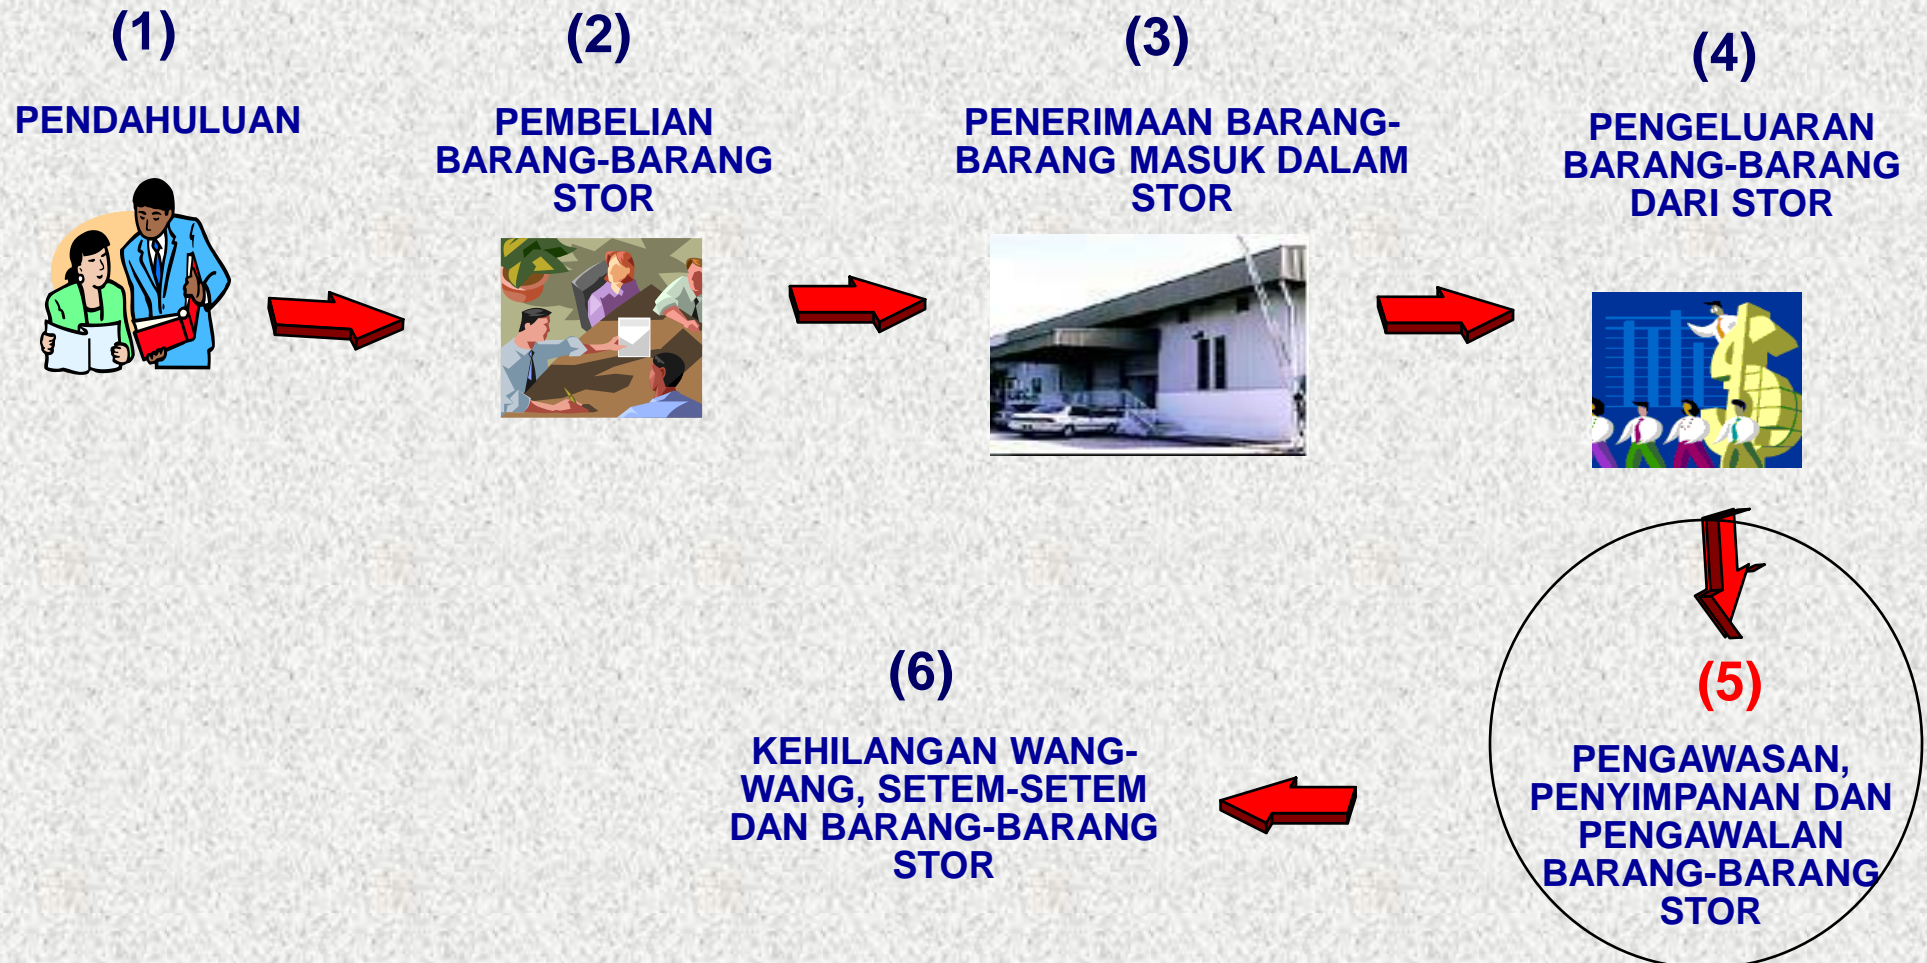 (1)
PENDAHULUAN
(2)
PEMBELIAN
BARANG-BARANG
STOR
(3)
PENERIMAAN BARANG-
BARANG MASUK DALAM
STOR
(4)
PENGELUARAN
BARANG-BARANG
DARI STOR
(5)
PENGAWASAN,
PENYIMPANAN DAN
PENGAWALAN
BARANG-BARANG
STOR
(6)
KEHILANGAN WANG-
WANG, SETEM-SETEM
DAN BARANG-BARANG
STOR